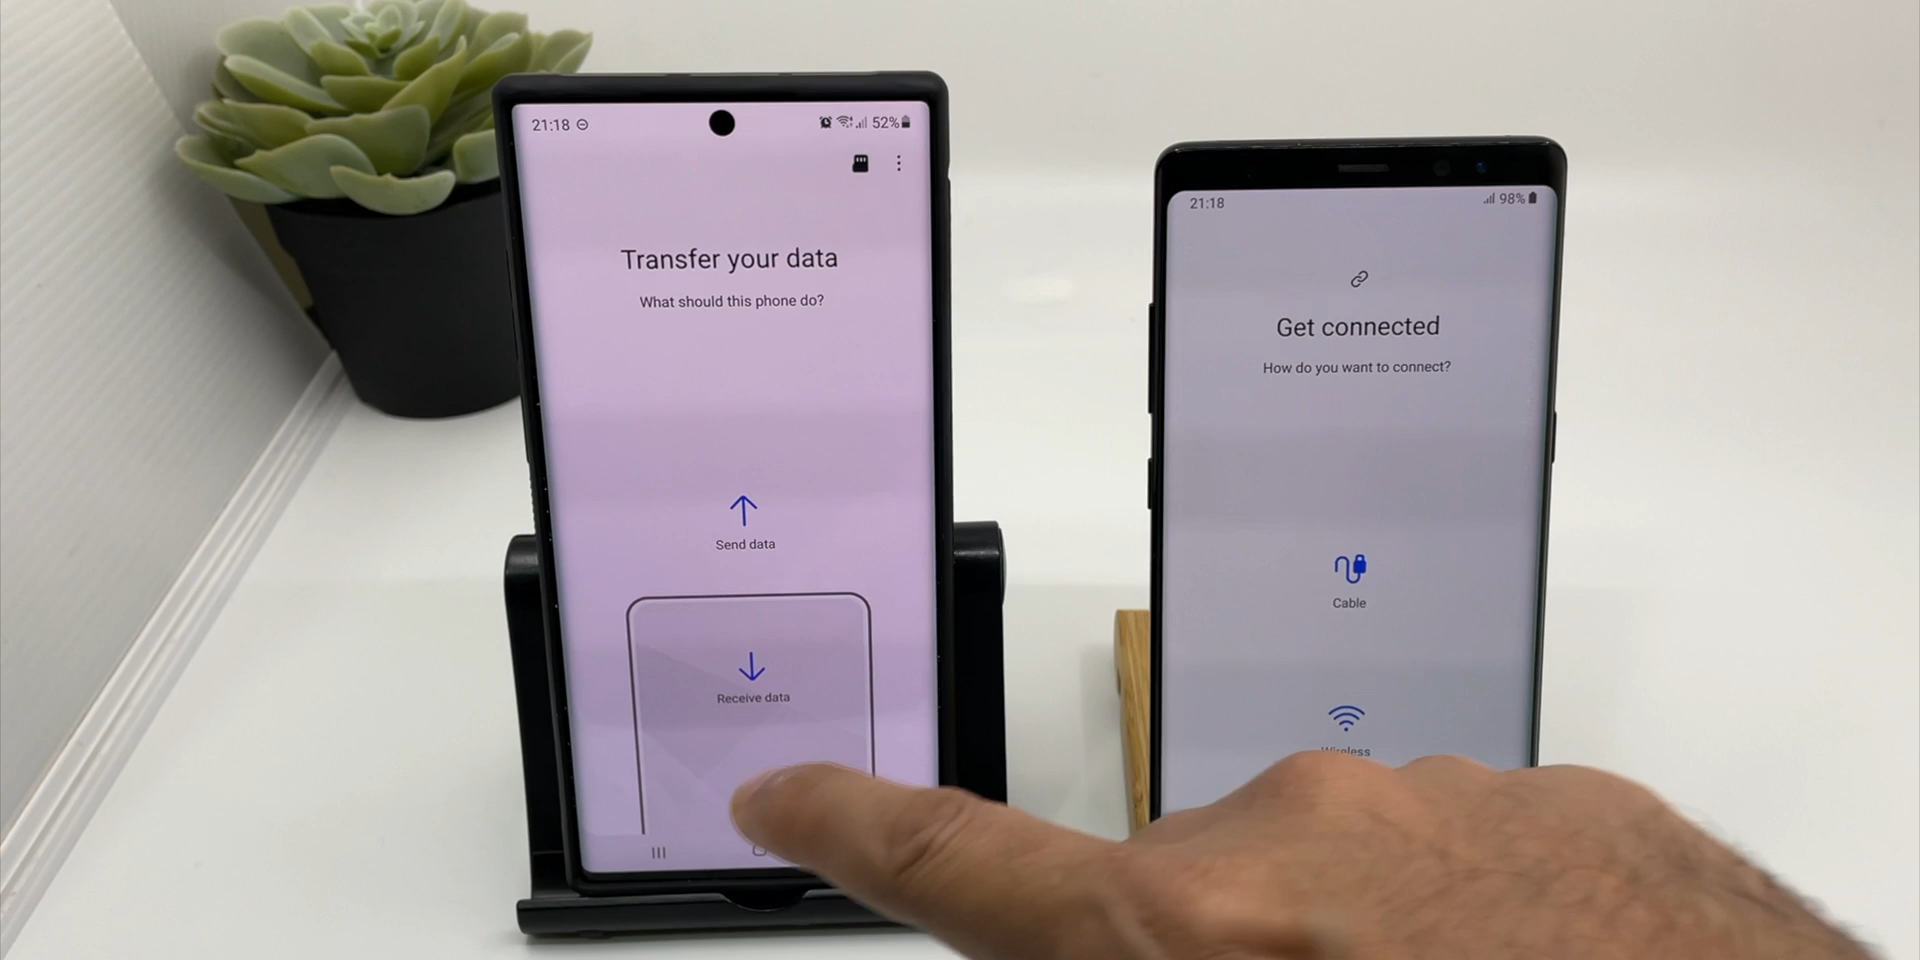 21:18
52%
Transfer your data
What should this phone do?
Send data
Receive data
21:18
98%
Get connected
How do you want to connect?
Cable
Wireless